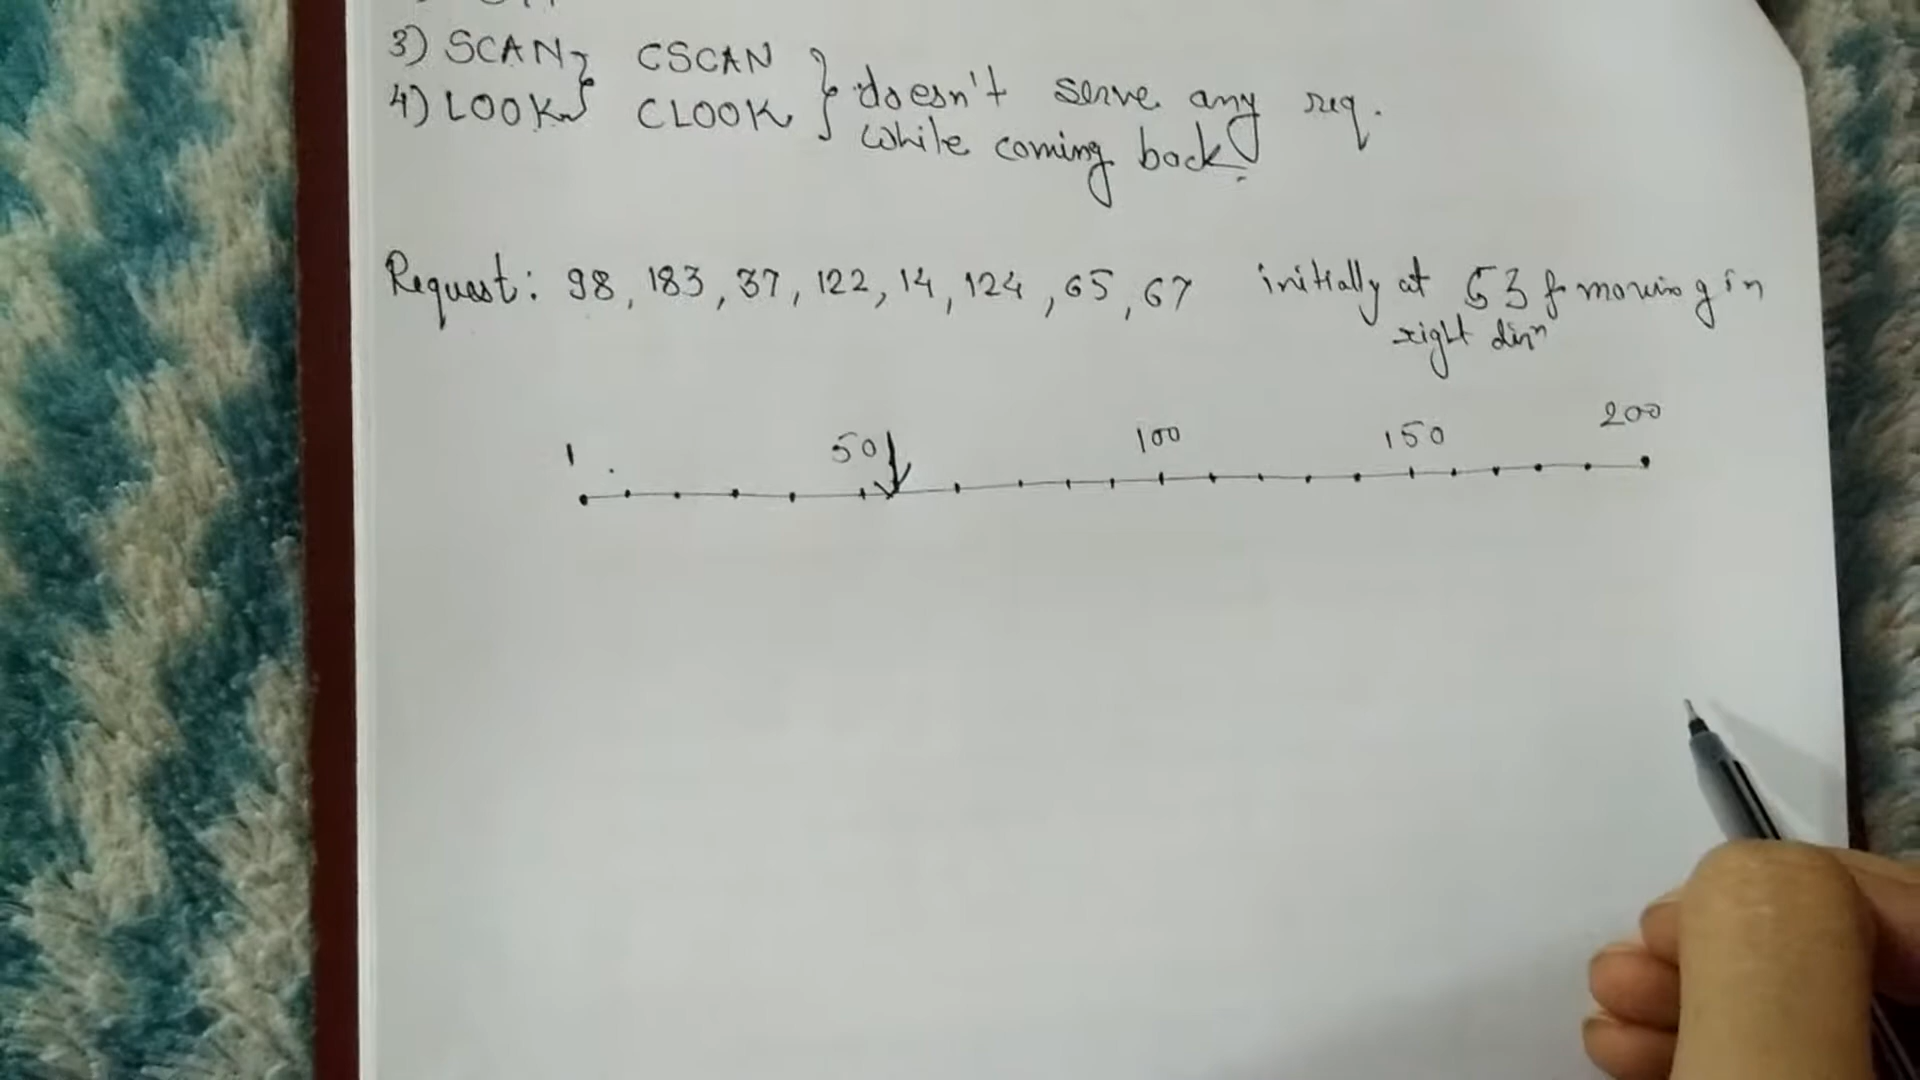 3) SCAN } CSCAN } doesn't serve any req.
4) LOOK } CLOOK } while coming back.
Request: 98, 183, 37, 122, 14, 124, 65, 67 initially at 53 & moving in
right dirn
1 50 100 150 200